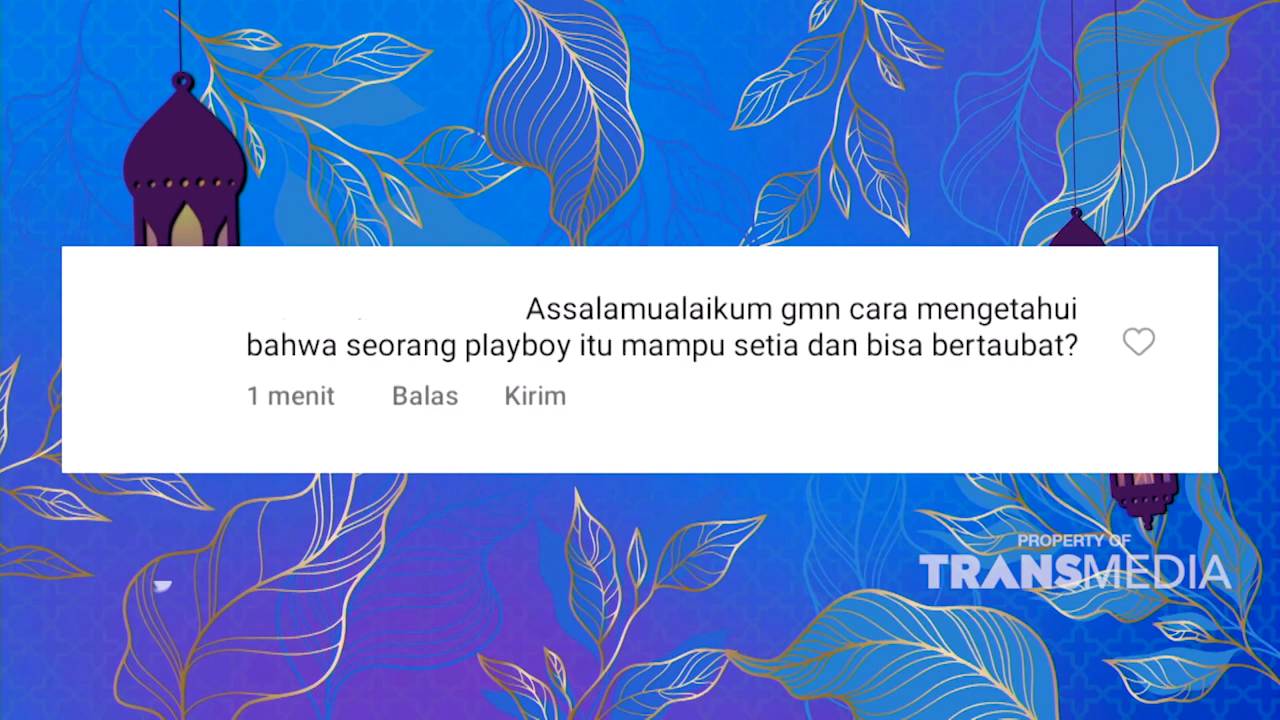 Assalamualaikum gmn cara mengetahui
bahwa seorang playboy itu mampu setia dan bisa bertaubat?
1 menit Balas Kirim
PROPERTY OF
TRANSMEDIA